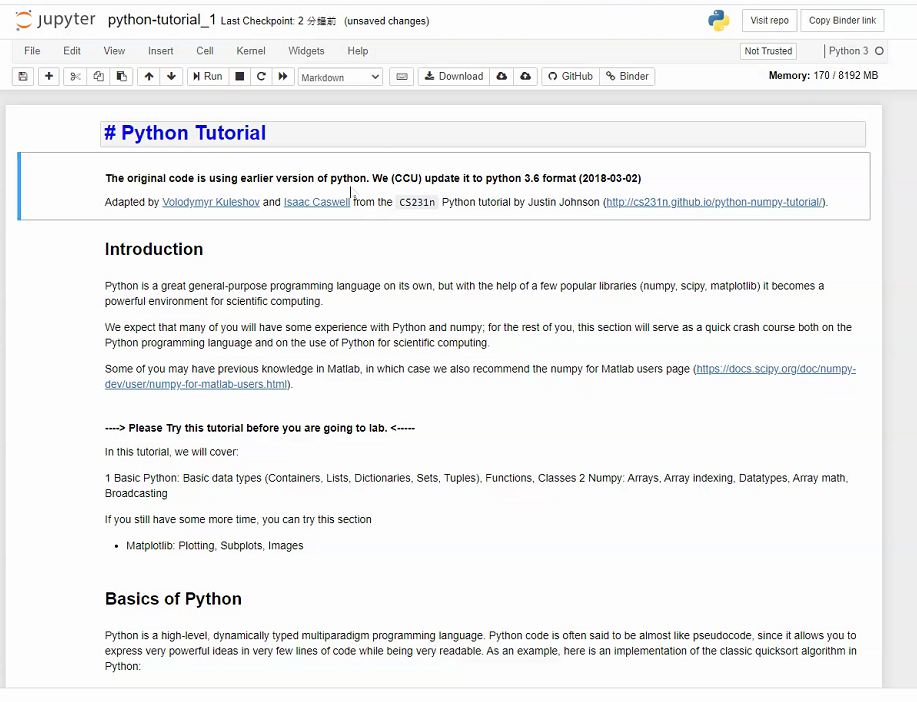 jupyter python-tutorial_1 Last Checkpoint: 2 分鐘前 (unsaved changes) Visit repo Copy Binder link
File Edit View Insert Cell Kernel Widgets Help Not Trusted Python 3
Run Markdown Download GitHub Binder Memory: 170 / 8192 MB
# Python Tutorial
The original code is using earlier version of python. We (CCU) update it to python 3.6 format (2018-03-02)
Adapted by Volodymyr Kuleshov and Isaac Caswell from the CS231n Python tutorial by Justin Johnson (http://cs231n.github.io/python-numpy-tutorial/).
Introduction
Python is a great general-purpose programming language on its own, but with the help of a few popular libraries (numpy, scipy, matplotlib) it becomes a
powerful environment for scientific computing.
We expect that many of you will have some experience with Python and numpy; for the rest of you, this section will serve as a quick crash course both on the
Python programming language and on the use of Python for scientific computing.
Some of you may have previous knowledge in Matlab, in which case we also recommend the numpy for Matlab users page (https://docs.scipy.org/doc/numpy-
dev/user/numpy-for-matlab-users.html).
----> Please Try this tutorial before you are going to lab. <-----
In this tutorial, we will cover:
1 Basic Python: Basic data types (Containers, Lists, Dictionaries, Sets, Tuples), Functions, Classes 2 Numpy: Arrays, Array indexing, Datatypes, Array math,
Broadcasting
If you still have some more time, you can try this section
• Matplotlib: Plotting, Subplots, Images
Basics of Python
Python is a high-level, dynamically typed multiparadigm programming language. Python code is often said to be almost like pseudocode, since it allows you to
express very powerful ideas in very few lines of code while being very readable. As an example, here is an implementation of the classic quicksort algorithm in
Python: